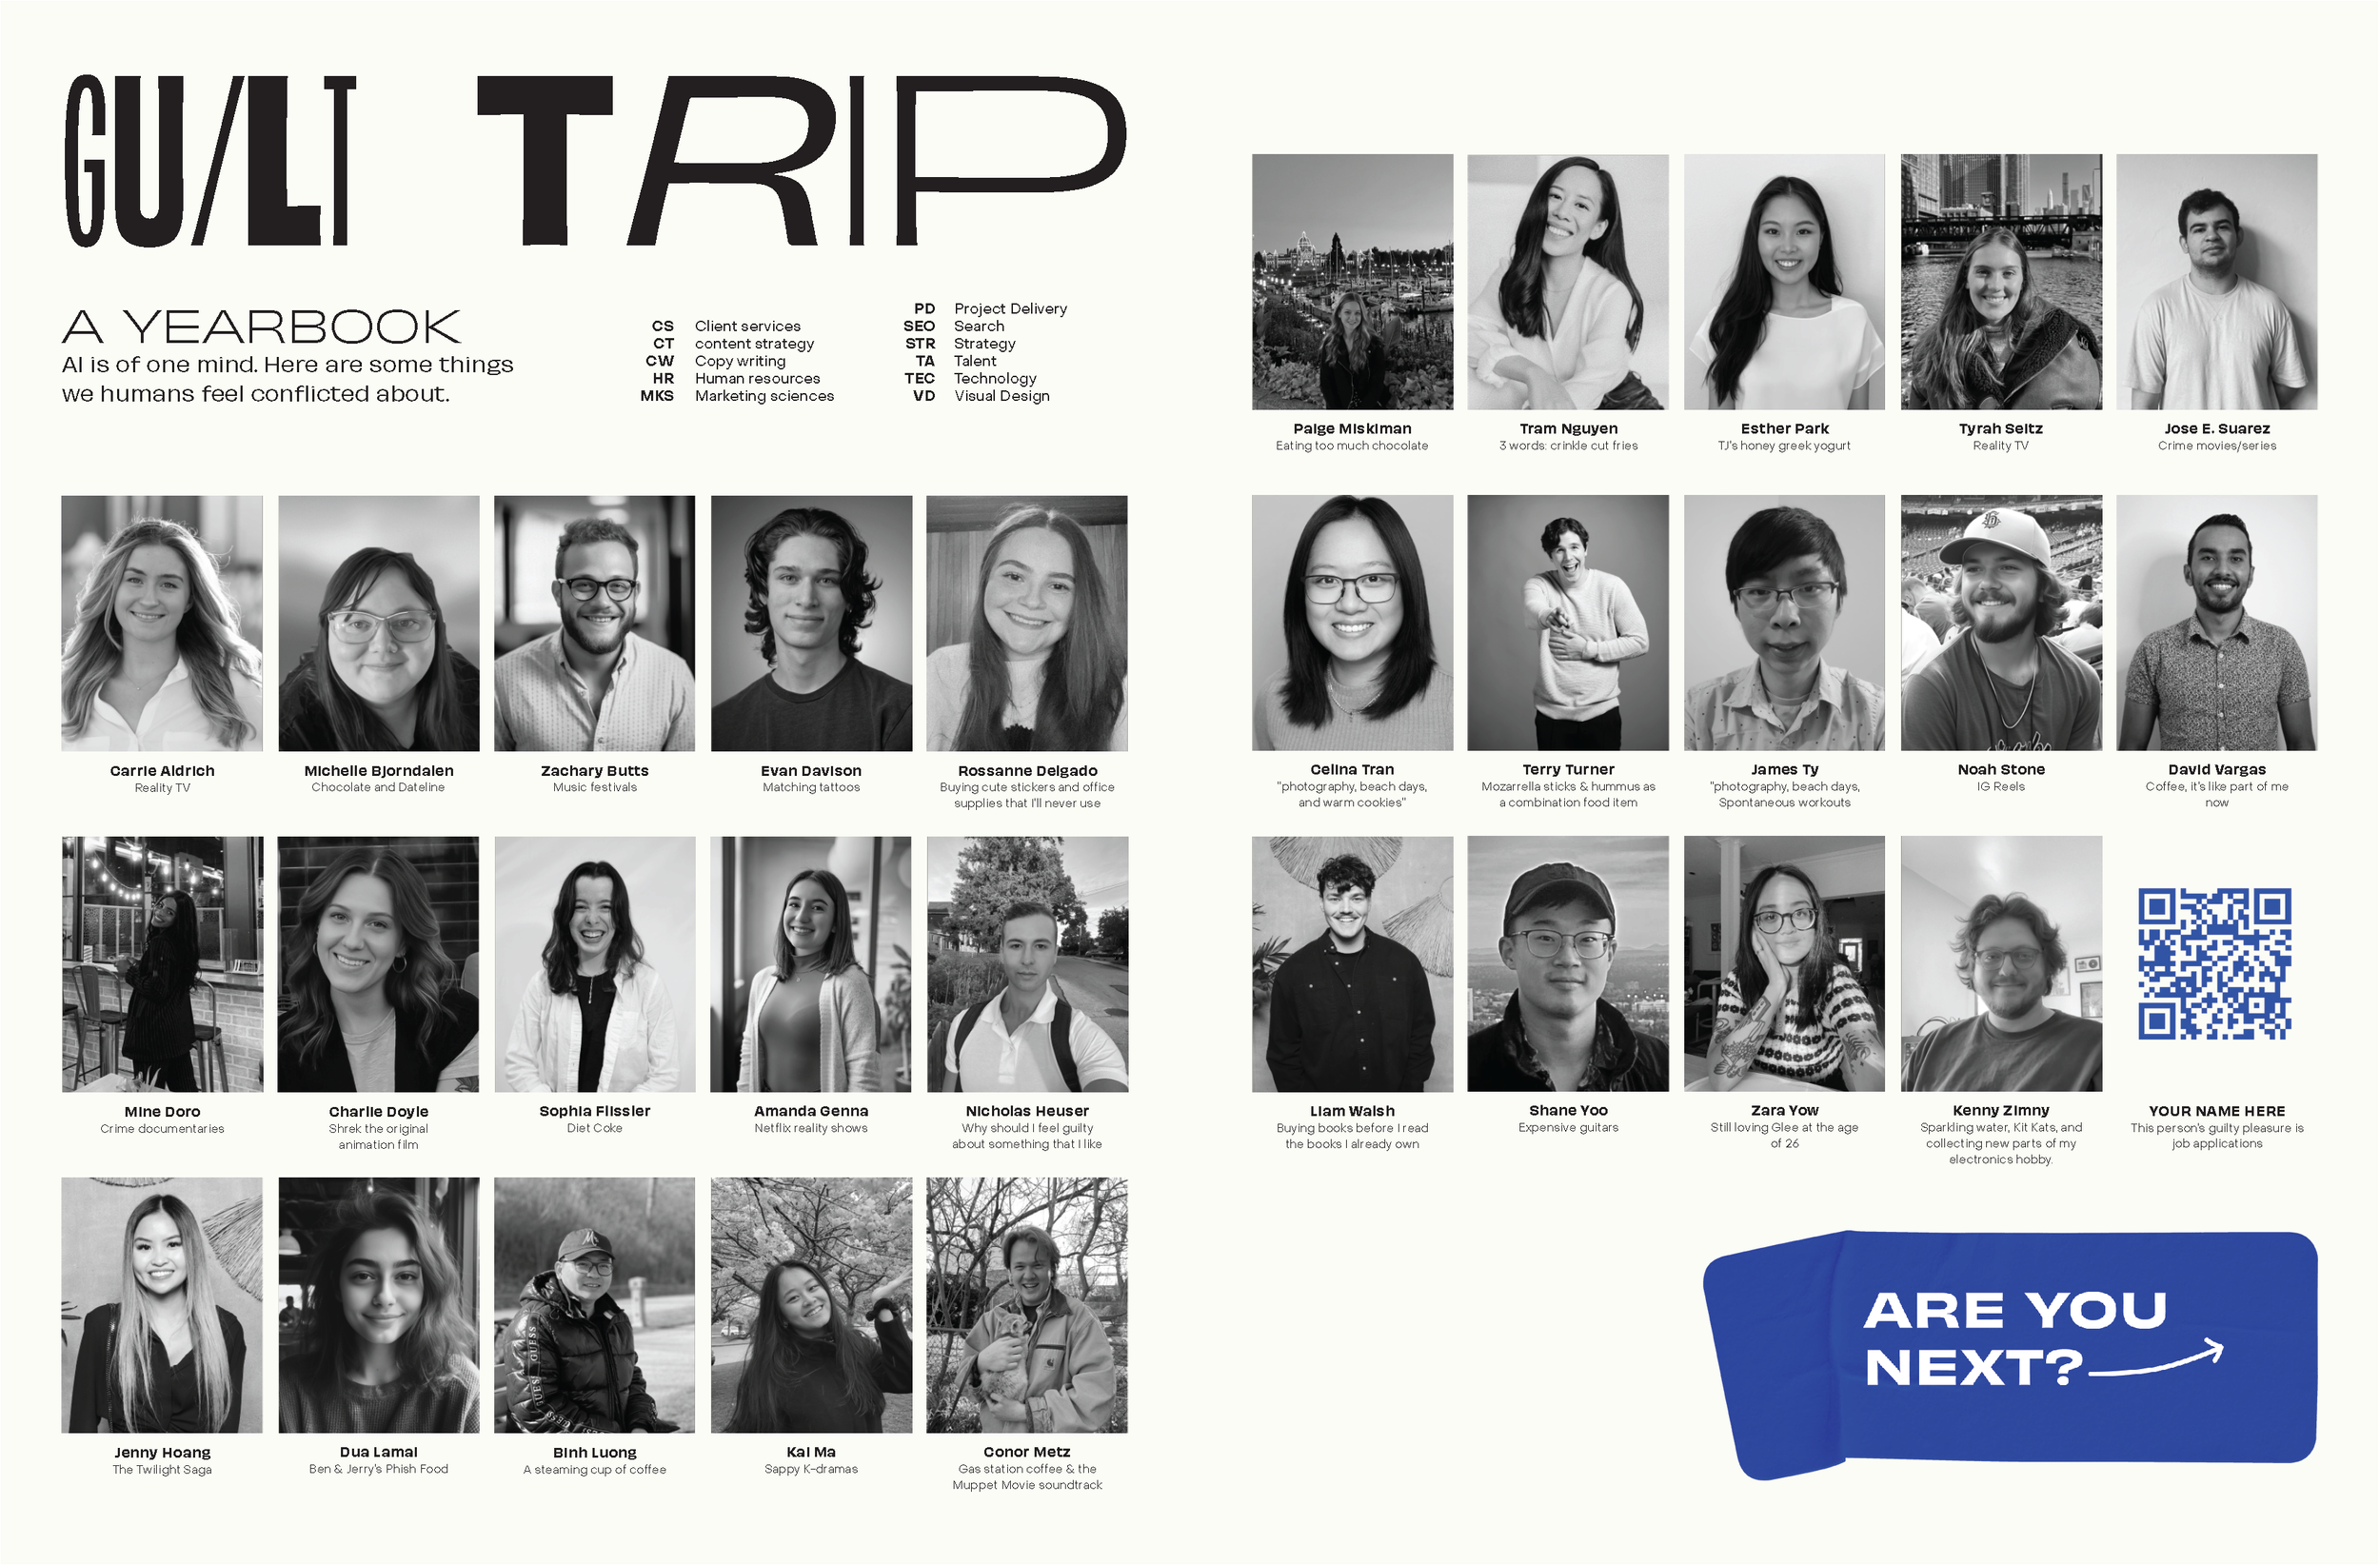 GU/LT TRIP
A YEARBOOK
AI is of one mind. Here are some things
we humans feel conflicted about.
CS Client services
CT content strategy
CW Copy writing
HR Human resources
MKS Marketing sciences
PD Project Delivery
SEO Search
STR Strategy
TA Talent
TEC Technology
VD Visual Design
Carrie Aldrich
Reality TV
Michelle Bjorndalen
Chocolate and Dateline
Zachary Butts
Music festivals
Evan Davison
Matching tattoos
Rossanne Delgado
Buying cute stickers and office
supplies that I'll never use
Mine Doro
Crime documentaries
Charlie Doyle
Shrek the original
animation film
Sophia Flissler
Diet Coke
Amanda Genna
Netflix reality shows
Nicholas Heuser
Why should I feel guilty
about something that I like
Jenny Hoang
The Twilight Saga
Dua Lamal
Ben & Jerry's Phish Food
GUESS
Binh Luong
A steaming cup of coffee
Kai Ma
Sappy K-dramas
Conor Metz
Gas station coffee & the
Muppet Movie soundtrack
Paige Miskiman
Eating too much chocolate
Tram Nguyen
3 words: crinkle cut fries
Esther Park
TJ's honey greek yogurt
Tyrah Seitz
Reality TV
Jose E. Suarez
Crime movies/series
Celina Tran
"photography, beach days,
and warm cookies"
Terry Turner
Mozarrella sticks & hummus as
a combination food item
James Ty
"photography, beach days,
Spontaneous workouts
Noah Stone
IG Reels
David Vargas
Coffee, it's like part of me
now
Liam Walsh
Buying books before I read
the books I already own
Shane Yoo
Expensive guitars
Zara Yow
Still loving Glee at the age
of 26
Kenny Zimny
Sparkling water, Kit Kats, and
collecting new parts of my
electronics hobby.
YOUR NAME HERE
This person's guilty pleasure is
job applications
ARE YOU
NEXT?